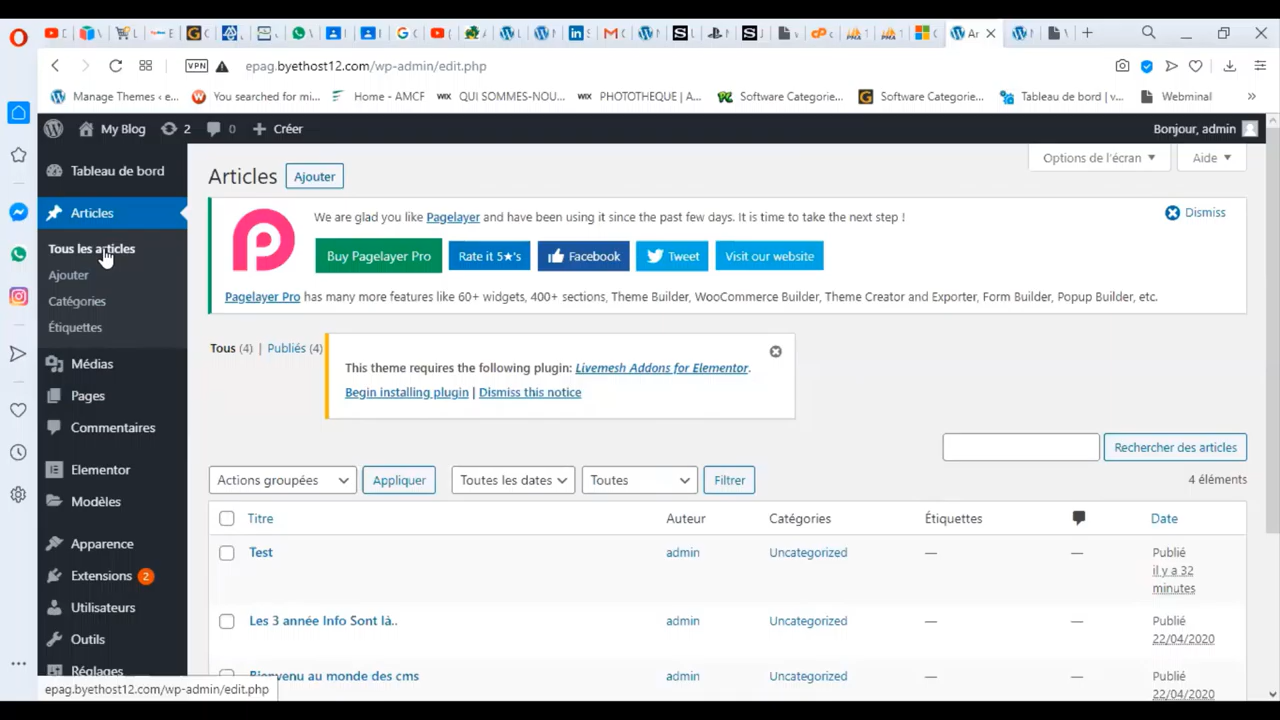 Ar
epag.byethost12.com/wp-admin/edit.php
VPN
Manage Themes ‹ e...
You searched for mi...
Home - AMCF
WIX QUI SOMMES-NOU...
WIX PHOTOTHEQUE | A...
Software Categorie...
Software Categorie...
Tableau de bord | v...
Webminal
»
My Blog
2
0
Créer
Bonjour, admin
Tableau de bord
Articles
Tous les articles
Ajouter
Catégories
Étiquettes
Médias
Pages
Commentaires
Elementor
Modèles
Apparence
Extensions 2
Utilisateurs
Outils
Réglages
epag.byethost12.com/wp-admin/edit.php
Options de l'écran
Aide
Articles
Ajouter
We are glad you like Pagelayer and have been using it since the past few days. It is time to take the next step !
Dismiss
Buy Pagelayer Pro
Rate it 5★'s
Facebook
Tweet
Visit our website
Pagelayer Pro has many more features like 60+ widgets, 400+ sections, Theme Builder, WooCommerce Builder, Theme Creator and Exporter, Form Builder, Popup Builder, etc.
Tous (4) | Publiés (4)
This theme requires the following plugin: Livemesh Addons for Elementor.
Begin installing plugin | Dismiss this notice
Rechercher des articles
Actions groupées
Appliquer
Toutes les dates
Toutes
Filtrer
4 éléments
Titre Auteur Catégories Étiquettes Date
Test admin Uncategorized — — Publié
il y a 32
minutes
Les 3 année Info Sont là.. admin Uncategorized — — Publié
22/04/2020
Bienvenu au monde des cms admin Uncategorized — — Publié
22/04/2020